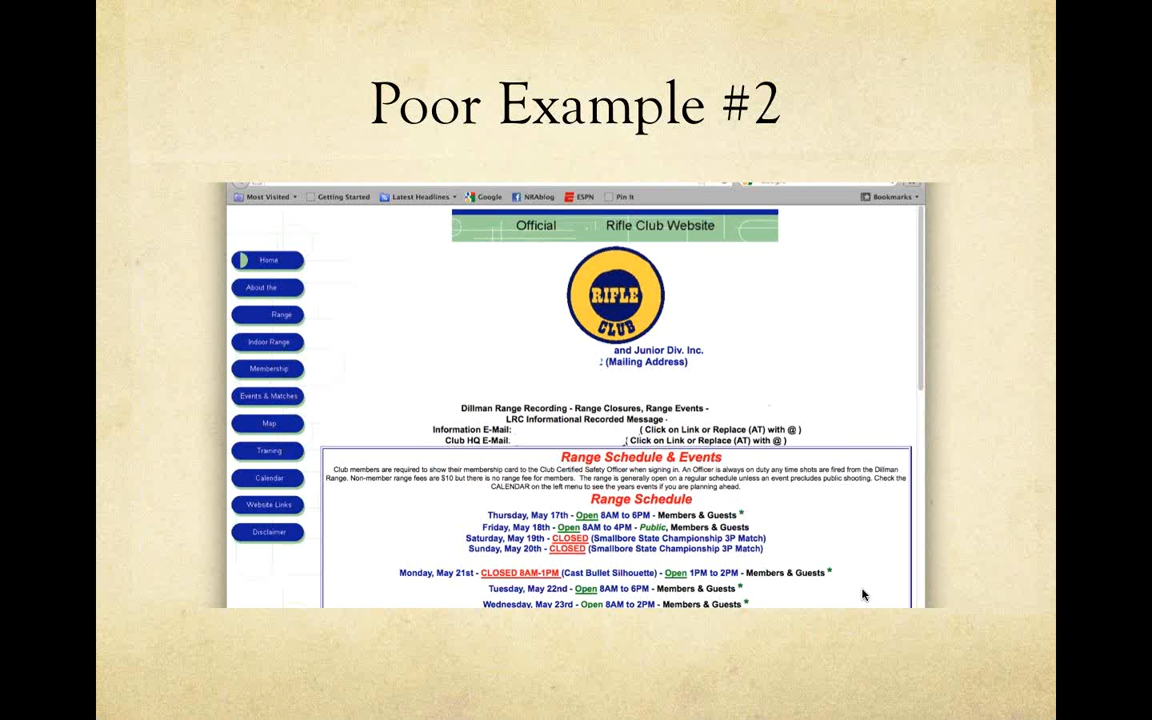 Poor Example #2
Most Visited Getting Started Latest Headlines Google NRAblog ESPN Pin It Bookmarks
Official Rifle Club Website
Home
About the
Range
Indoor Range
Membership
Events & Matches
Map
Training
Calendar
Website Links
Disclaimer
RIFLE
CLUB
and Junior Div. Inc.
(Mailing Address)
Dillman Range Recording - Range Closures, Range Events -
LRC Informational Recorded Message -
Information E-Mail: ( Click on Link or Replace (AT) with @ )
Club HQ E-Mail. ( Click on Link or Replace (AT) with @ )
Range Schedule & Events
Club members are required to show their membership card to the Club Certified Safety Officer when signing in. An Officer is always on duty any time shots are fired from the Dillman
Range. Non-member range fees are $10 but there is no range fee for members. The range is generally open on a regular schedule unless an event precludes public shooting. Check the
CALENDAR on the left menu to see the years events if you are planning ahead.
Range Schedule
Thursday, May 17th - Open 8AM to 6PM - Members & Guests *
Friday, May 18th - Open 8AM to 4PM - Public, Members & Guests
Saturday, May 19th - CLOSED (Smallbore State Championship 3P Match)
Sunday, May 20th - CLOSED (Smallbore State Championship 3P Match)
Monday, May 21st - CLOSED 8AM-1PM (Cast Bullet Silhouette) - Open 1PM to 2PM - Members & Guests *
Tuesday, May 22nd - Open 8AM to 6PM - Members & Guests *
Wednesday, May 23rd - Open 8AM to 2PM - Members & Guests *